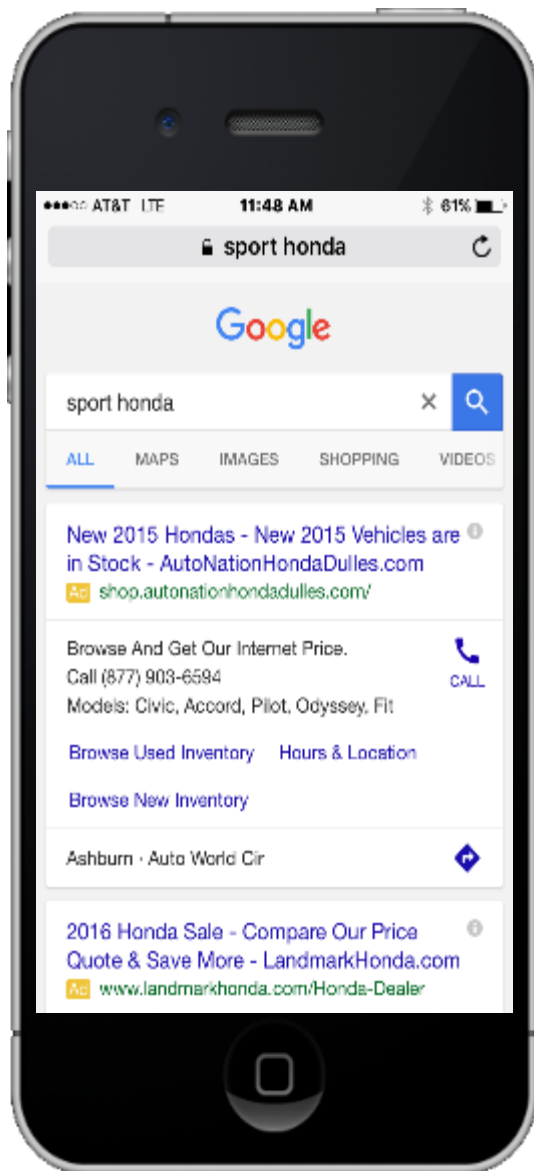 AT&T LTE 11:48 AM 61%
sport honda
Google
sport honda
ALL MAPS IMAGES SHOPPING VIDEOS
New 2015 Hondas - New 2015 Vehicles are
in Stock - AutoNationHondaDulles.com
Ad shop.autonationhondadulles.com/
Browse And Get Our Internet Price.
Call (877) 903-6594
CALL
Models: Civic, Accord, Pilot, Odyssey, Fit
Browse Used Inventory Hours & Location
Browse New Inventory
Ashburn · Auto World Cir
2016 Honda Sale - Compare Our Price
Quote & Save More - LandmarkHonda.com
Ad www.landmarkhonda.com/Honda-Dealer